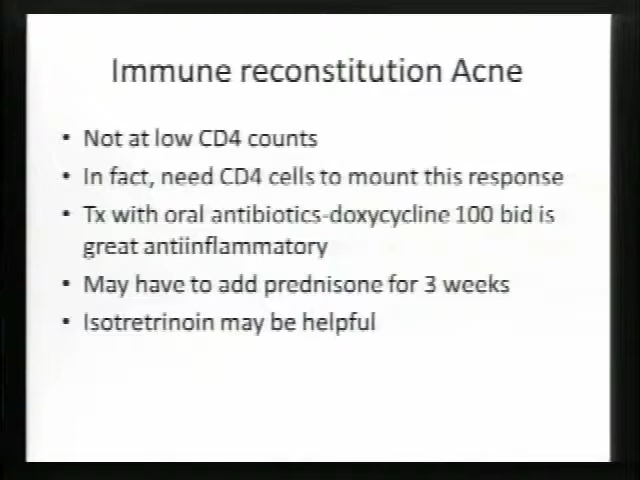 Immune reconstitution Acne
• Not at low CD4 counts
• In fact, need CD4 cells to mount this response
• Tx with oral antibiotics-doxycycline 100 bid is
great antiinflammatory
• May have to add prednisone for 3 weeks
• Isotretrinoin may be helpful